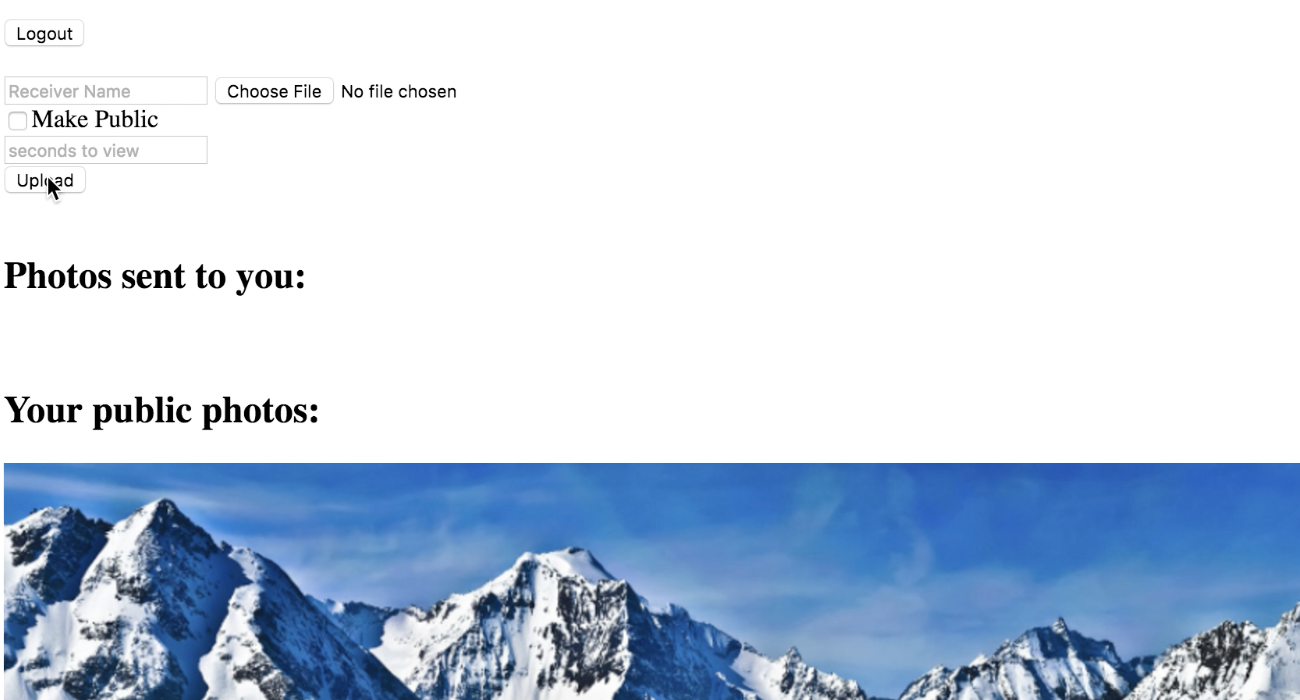 Logout
Receiver Name Choose File No file chosen
Make Public
seconds to view
Upload
Photos sent to you:
Your public photos: